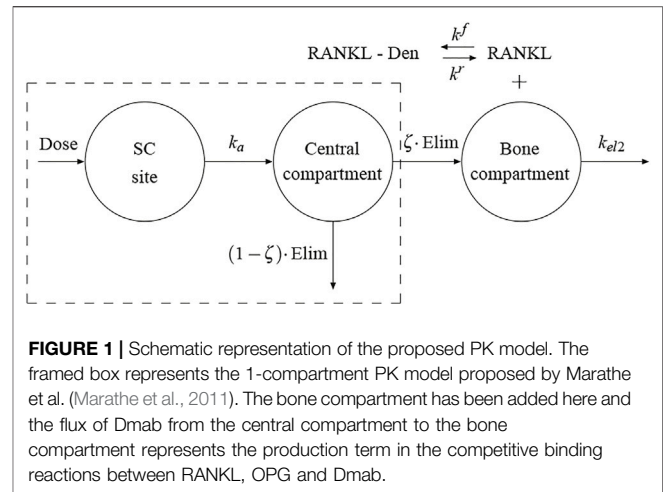 RANKL - Den k^f k^r RANKL
+
Dose
SC
site
k_a
Central
compartment
ζ·Elim
Bone
compartment
k_{el2}
(1−ζ)·Elim
FIGURE 1 | Schematic representation of the proposed PK model. The
framed box represents the 1-compartment PK model proposed by Marathe
et al. (Marathe et al., 2011). The bone compartment has been added here and
the flux of Dmab from the central compartment to the bone
compartment represents the production term in the competitive binding
reactions between RANKL, OPG and Dmab.